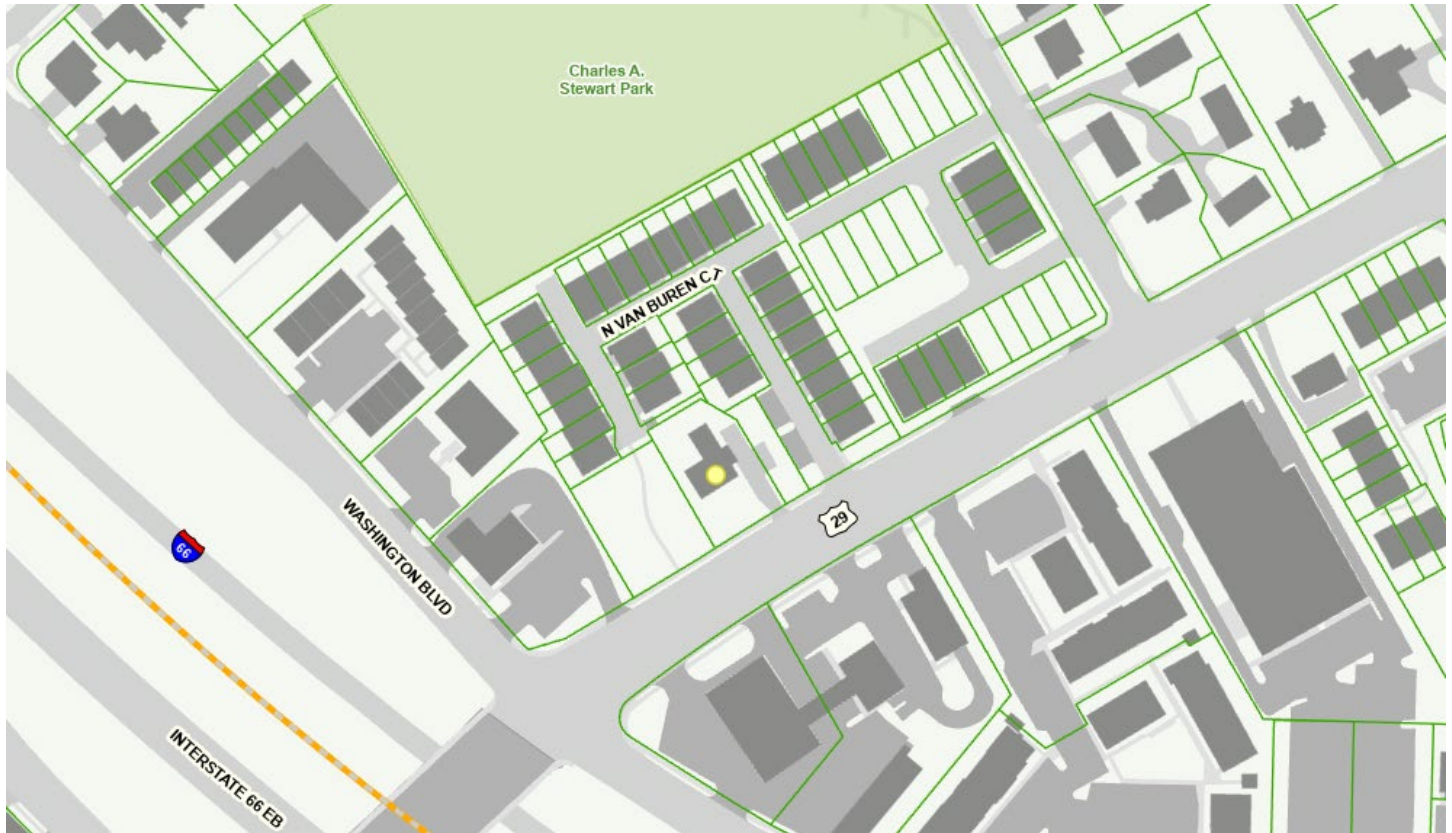 Charles A.
Stewart Park
N VAN BUREN CT
29
WASHINGTON BLVD
66
INTERSTATE 66 EB